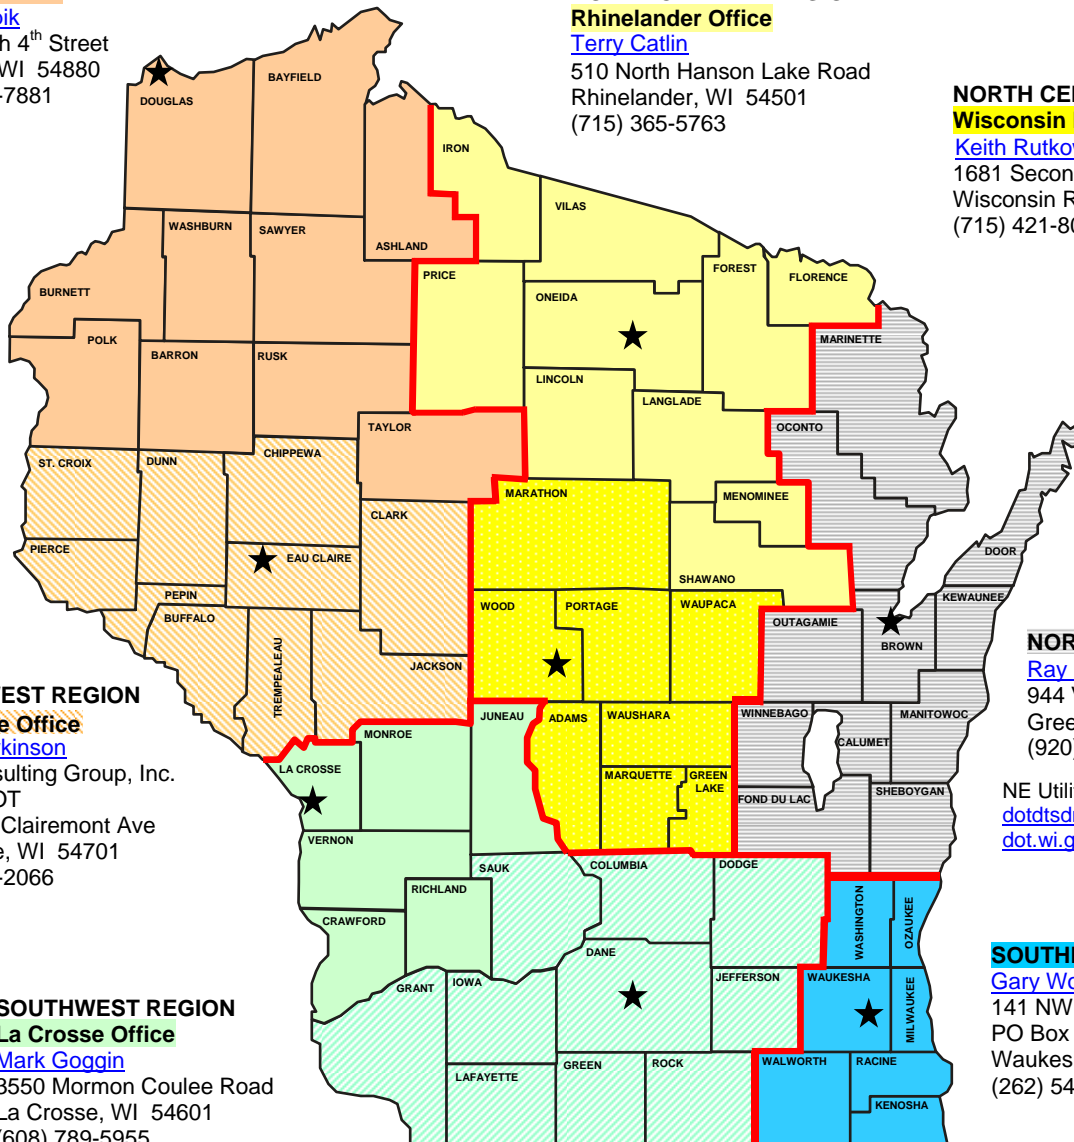 h 4th Street
WI 54880
-7881
Rhinelander Office
Terry Catlin
510 North Hanson Lake Road
Rhinelander, WI 54501
(715) 365-5763
NORTH CE
Wisconsin
Keith Rutko
1681 Secon
Wisconsin R
(715) 421-80
DOUGLAS
BAYFIELD
IRON
VILAS
WASHBURN
SAWYER
ASHLAND
PRICE
FOREST
FLORENCE
BURNETT
ONEIDA
POLK
BARRON
RUSK
MARINETTE
LINCOLN
LANGLADE
TAYLOR
OCONTO
ST. CROIX
DUNN
CHIPPEWA
MARATHON
MENOMINEE
CLARK
PIERCE
EAU CLAIRE
DOOR
SHAWANO
PEPIN
KEWAUNEE
BUFFALO
WOOD
PORTAGE
WAUPACA
OUTAGAMIE
BROWN
TREMPEALEAU
JACKSON
WEST REGION
e Office
kinson
sulting Group, Inc.
OT
Clairemont Ave
e, WI 54701
-2066
NOR
Ray
944 V
Gree
(920)
NE Utili
dotdtsd
dot.wi.g
MONROE
JUNEAU
ADAMS
WAUSHARA
WINNEBAGO
MANITOWOC
CALUMET
LA CROSSE
MARQUETTE
GREEN
LAKE
FOND DU LAC
SHEBOYGAN
VERNON
SAUK
COLUMBIA
DODGE
RICHLAND
CRAWFORD
WASHINGTON
OZAUKEE
DANE
GRANT
IOWA
JEFFERSON
WAUKESHA
MILWAUKEE
LAFAYETTE
GREEN
ROCK
WALWORTH
RACINE
KENOSHA
SOUTHWEST REGION
La Crosse Office
Mark Goggin
3550 Mormon Coulee Road
La Crosse, WI 54601
(608) 789-5955
SOUTH
Gary Wo
141 NW
PO Box
Waukes
(262) 54